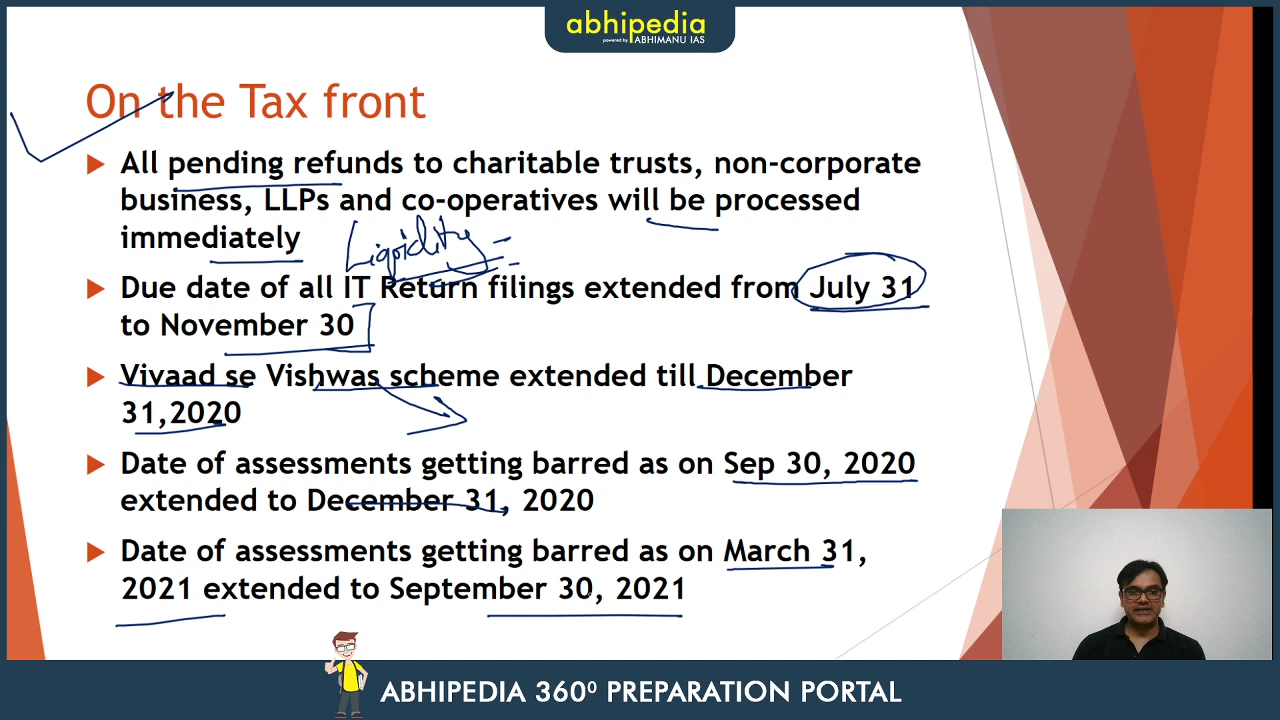 abhipedia
powered by ABHIMANU IAS
On the Tax front
All pending refunds to charitable trusts, non-corporate
business, LLPs and co-operatives will be processed
immediately
Liquidity
Due date of all IT Return filings extended from July 31
to November 30
Vivaad se Vishwas scheme extended till December
31,2020
Date of assessments getting barred as on Sep 30, 2020
extended to December 31, 2020
Date of assessments getting barred as on March 31,
2021 extended to September 30, 2021
ABHIPEDIA 360⁰ PREPARATION PORTAL